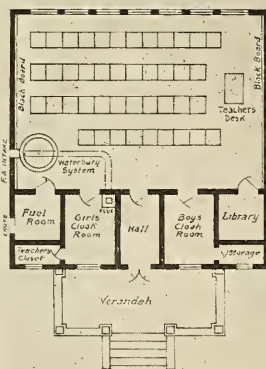 Black Board
Black Board
Teachers
Desk
F.A. INTAKE
Waterbury
System
FLUE
Fuel
Room
Girls
Cloak
Room
Hall
Boys
Cloak
Room
Library
CHUTE
Teachers
Closet
Storage
Verandah